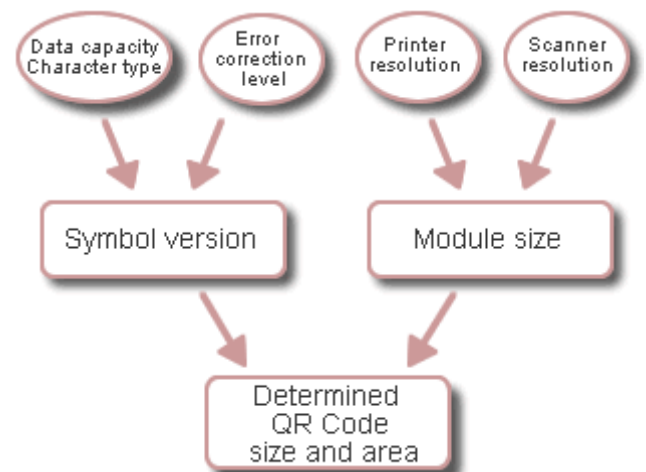 Data capacity
Character type
Error
correction
level
Printer
resolution
Scanner
resolution
Symbol version
Module size
Determined
QR Code
size and area